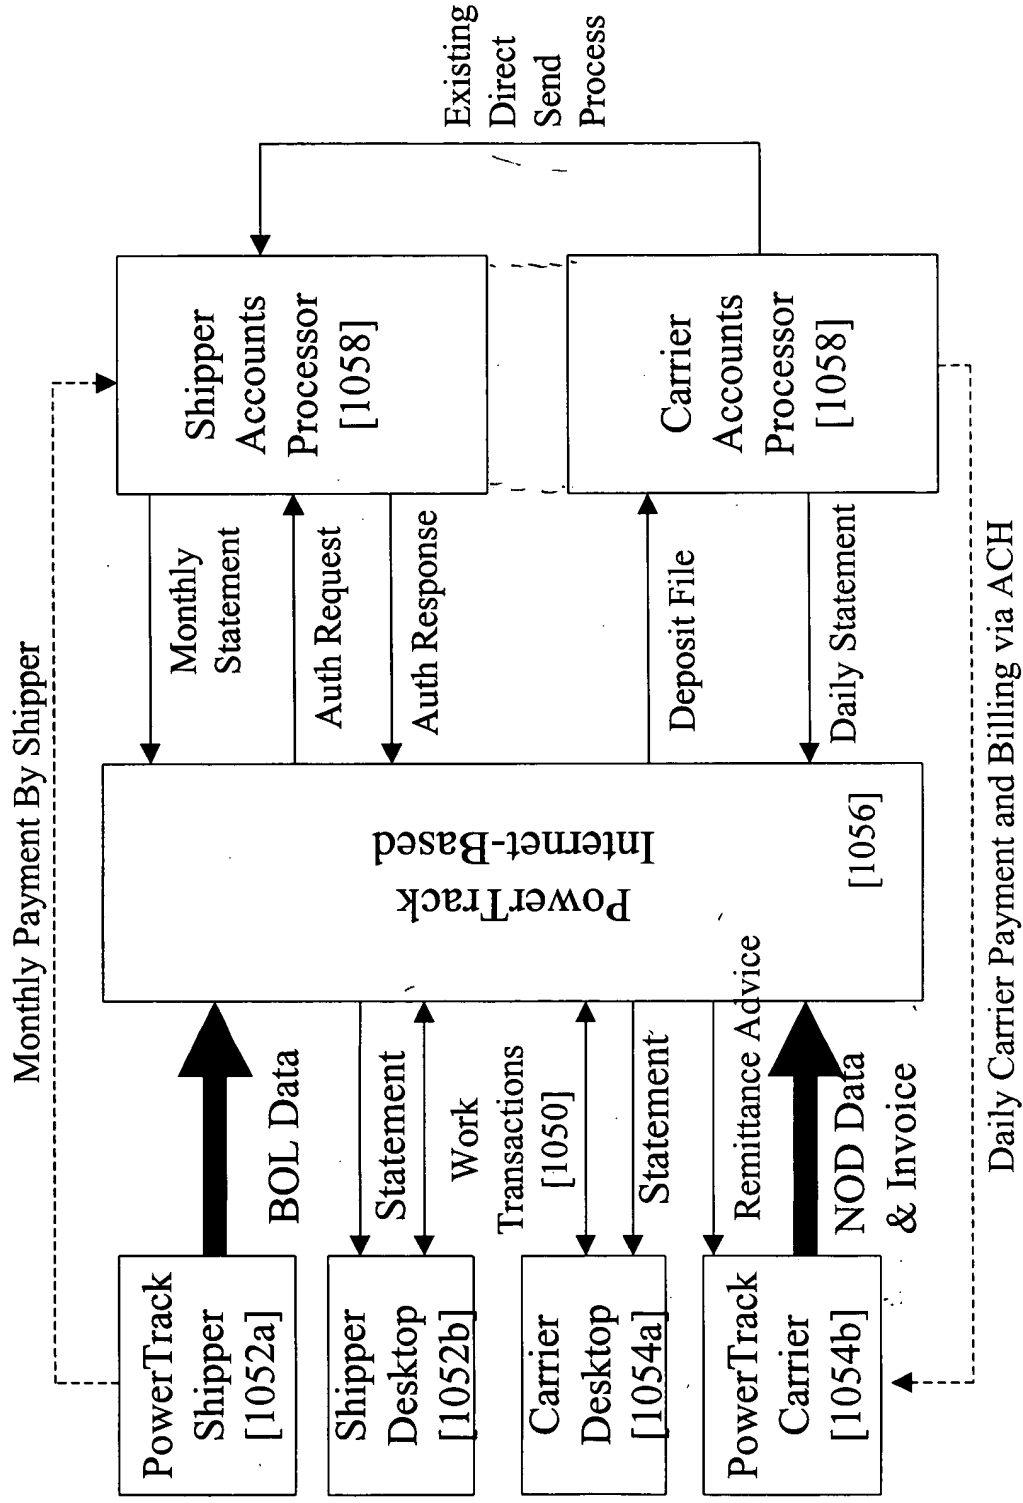 Monthly Payment By Shipper
PowerTrack
Shipper
[1052a]
BOL Data
Shipper
Desktop
[1052b]
Statement
Work
Transactions
[1050]
Carrier
Desktop
[1054a]
Statement
Remittance Advice
PowerTrack
Carrier
[1054b]
NOD Data
& Invoice
PowerTrack
Internet-Based
[1056]
Monthly
Statement
Auth Request
Auth Response
Deposit File
Daily Statement
Shipper
Accounts
Processor
[1058]
Carrier
Accounts
Processor
[1058]
Existing
Direct
Send
Process
Daily Carrier Payment and Billing via ACH